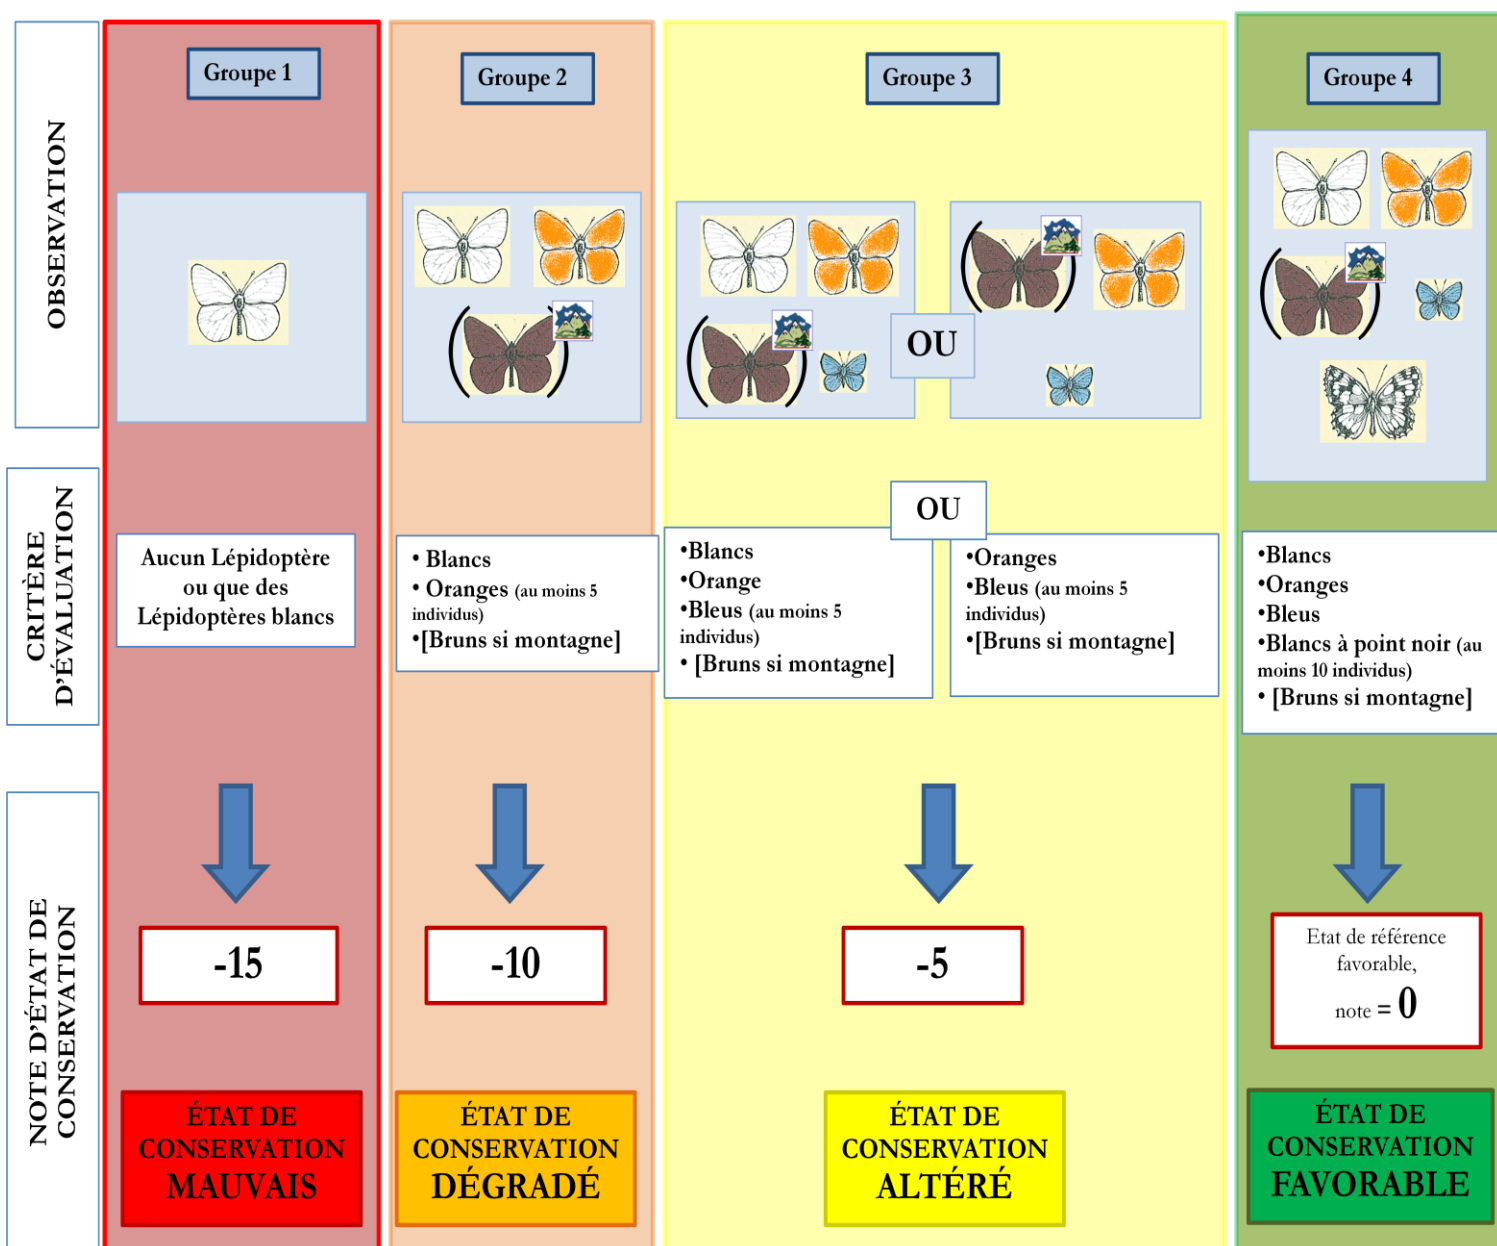 OBSERVATION
Groupe 1
Groupe 2
Groupe 3
Groupe 4
OU
CRITÈRE
D'ÉVALUATION
Aucun Lépidoptère
ou que des
Lépidoptères blancs
• Blancs
• Oranges (au moins 5
individus)
•[Bruns si montagne]
OU
•Blancs
•Orange
•Bleus (au moins 5
individus)
• [Bruns si montagne]
•Oranges
•Bleus (au moins 5
individus)
•[Bruns si montagne]
•Blancs
•Oranges
•Bleus
•Blancs à point noir (au
moins 10 individus)
• [Bruns si montagne]
NOTE D'ÉTAT DE
CONSERVATION
-15
-10
-5
Etat de référence
favorable,
note = 0
ÉTAT DE
CONSERVATION
MAUVAIS
ÉTAT DE
CONSERVATION
DÉGRADÉ
ÉTAT DE
CONSERVATION
ALTÉRÉ
ÉTAT DE
CONSERVATION
FAVORABLE